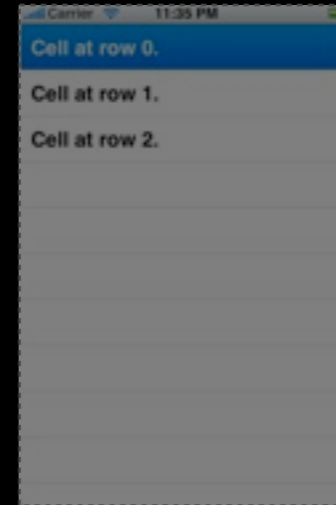 Carrier 11:35 PM
Cell at row 0.
Cell at row 1.
Cell at row 2.